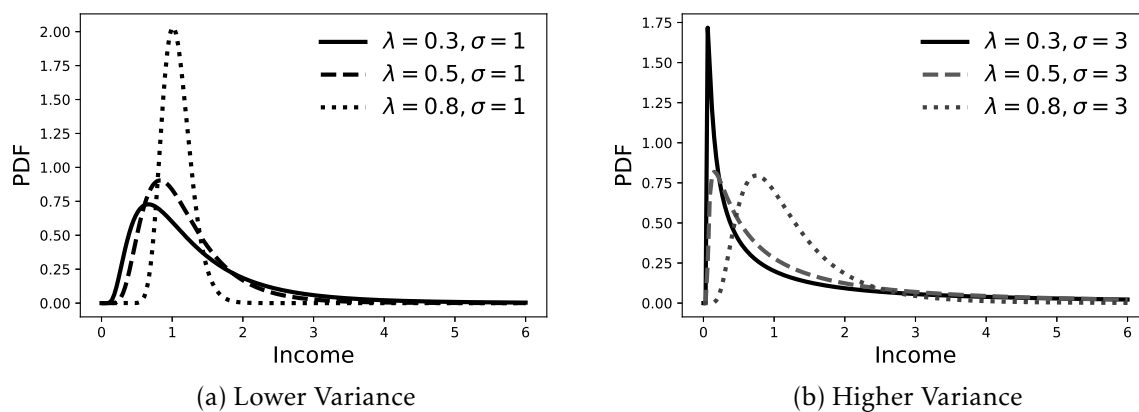 2.00
1.75
1.50
1.25
1.00
0.75
0.50
0.25
0.00
PDF
0 1 2 3 4 5 6
Income
λ = 0.3, σ = 1
λ = 0.5, σ = 1
λ = 0.8, σ = 1
(a) Lower Variance
1.75
1.50
1.25
1.00
0.75
0.50
0.25
0.00
PDF
0 1 2 3 4 5 6
Income
λ = 0.3, σ = 3
λ = 0.5, σ = 3
λ = 0.8, σ = 3
(b) Higher Variance